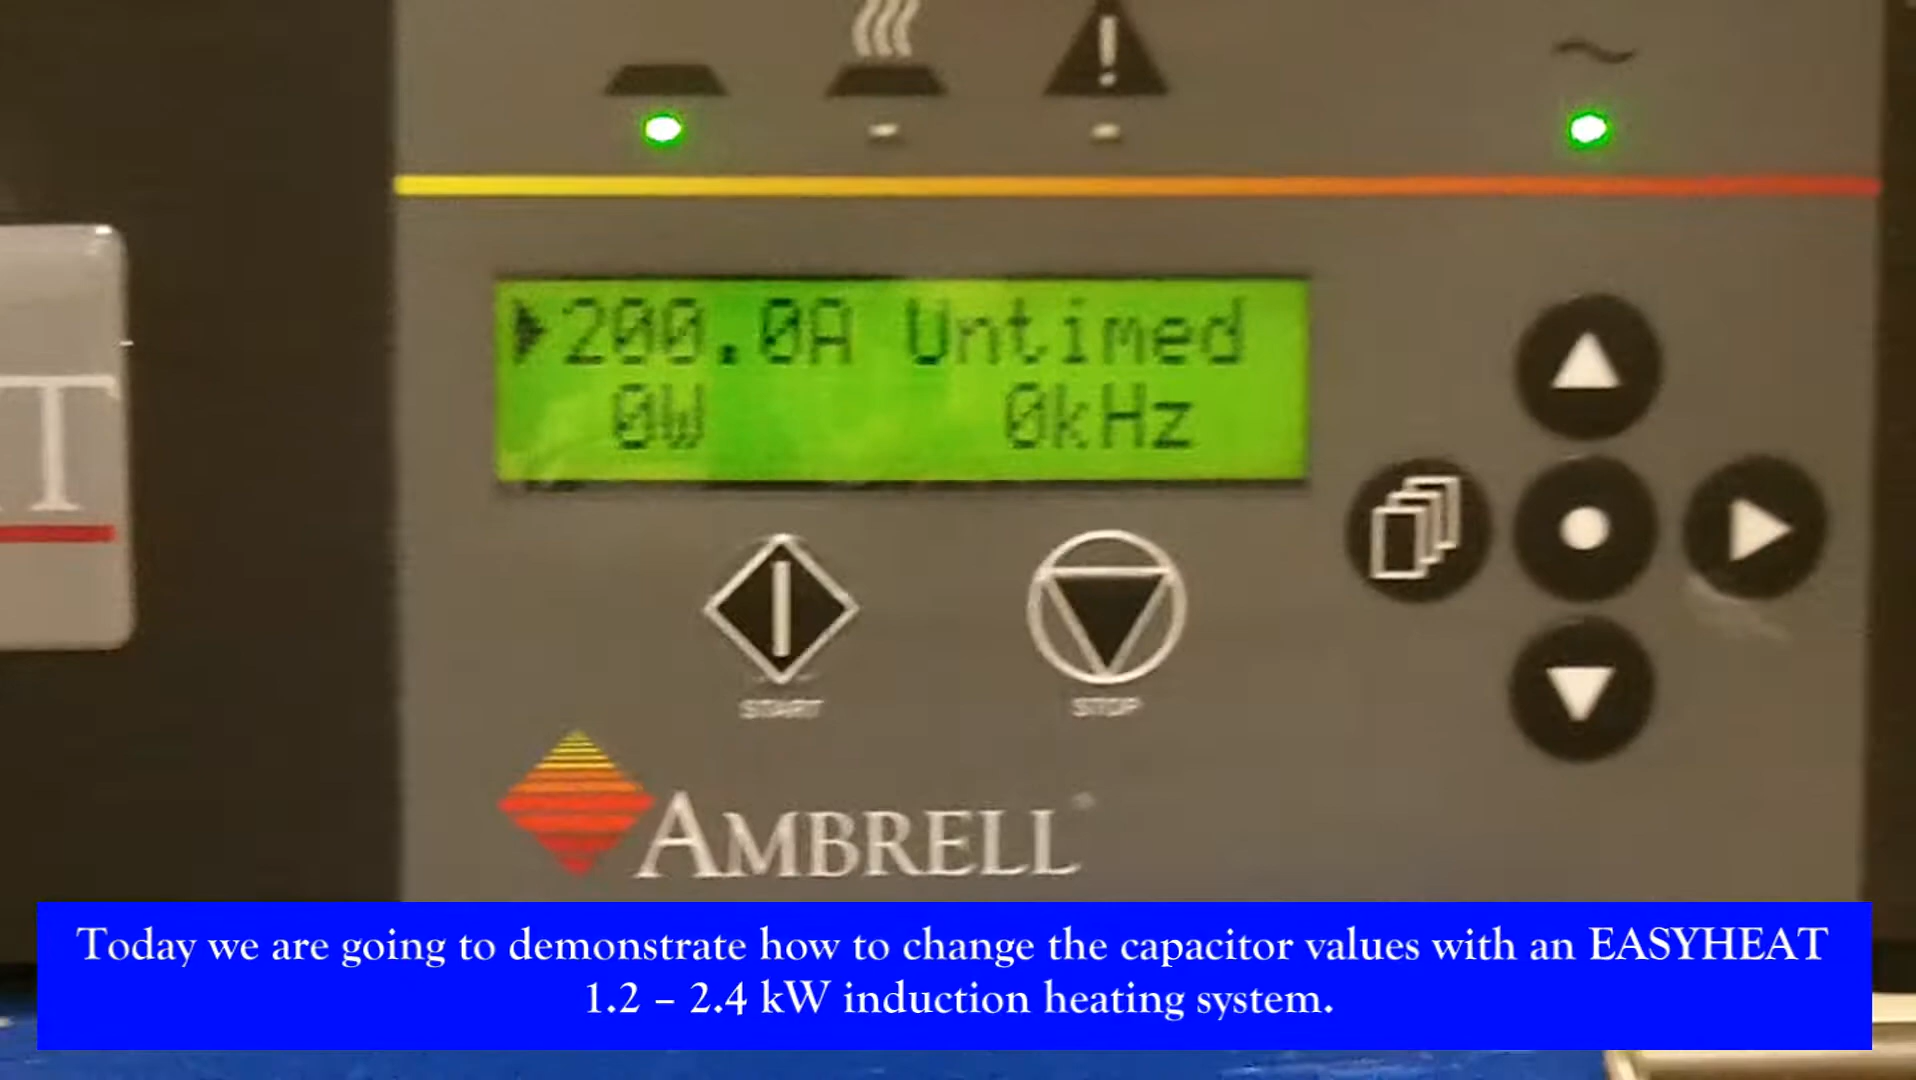 200.0A Untimed
0W 0kHz
START STOP
T
AMBRELL
Today we are going to demonstrate how to change the capacitor values with an EASYHEAT
1.2 – 2.4 kW induction heating system.